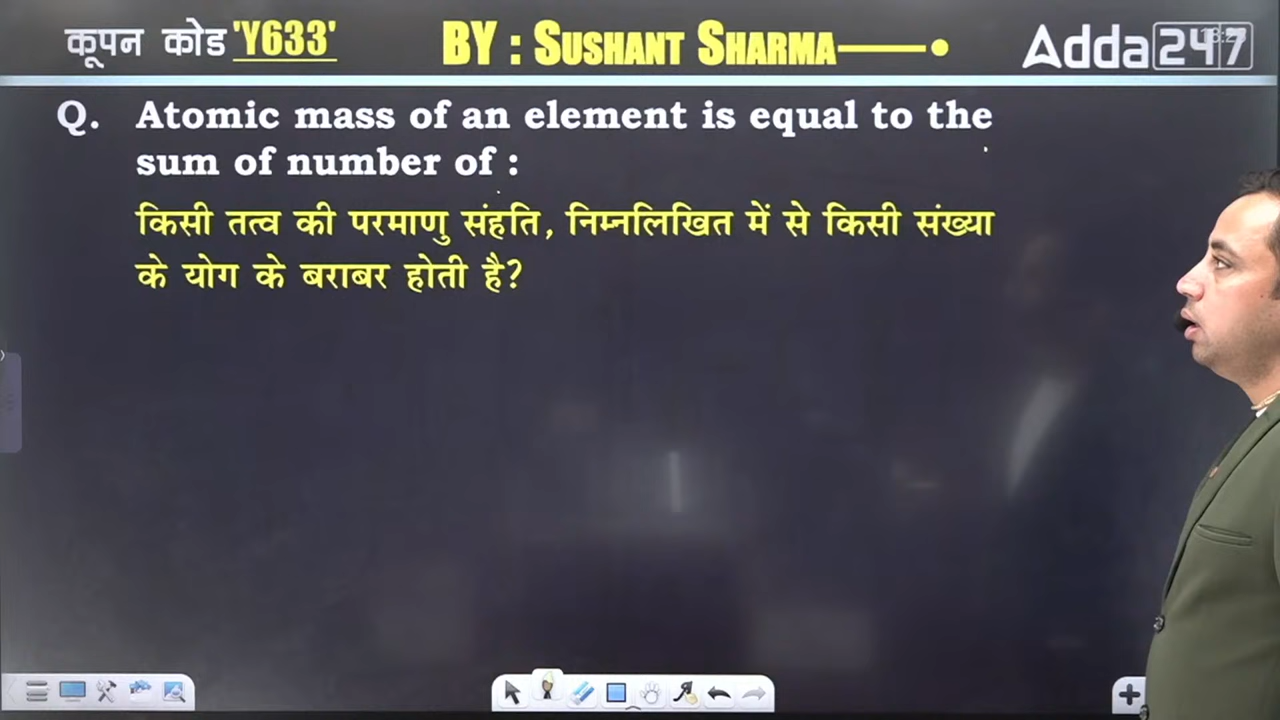 कूपन कोड 'Y633'
BY : SUSHANT SHARMA
Adda247
Q. Atomic mass of an element is equal to the
sum of number of :
किसी तत्व की परमाणु संहति, निम्नलिखित में से किसी संख्या
के योग के बराबर होती है?